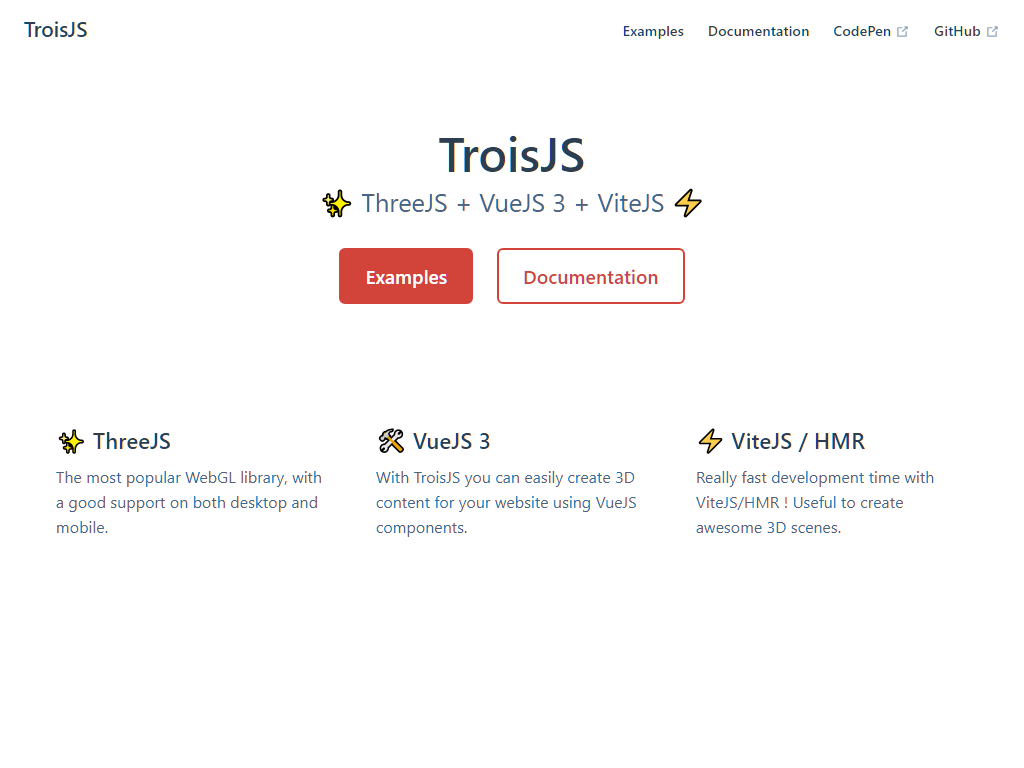 TroisJS
Examples Documentation CodePen GitHub
TroisJS
✨ ThreeJS + VueJS 3 + ViteJS ⚡
Examples Documentation
✨ ThreeJS
The most popular WebGL library, with
a good support on both desktop and
mobile.
🛠 VueJS 3
With TroisJS you can easily create 3D
content for your website using VueJS
components.
⚡ ViteJS / HMR
Really fast development time with
ViteJS/HMR ! Useful to create
awesome 3D scenes.